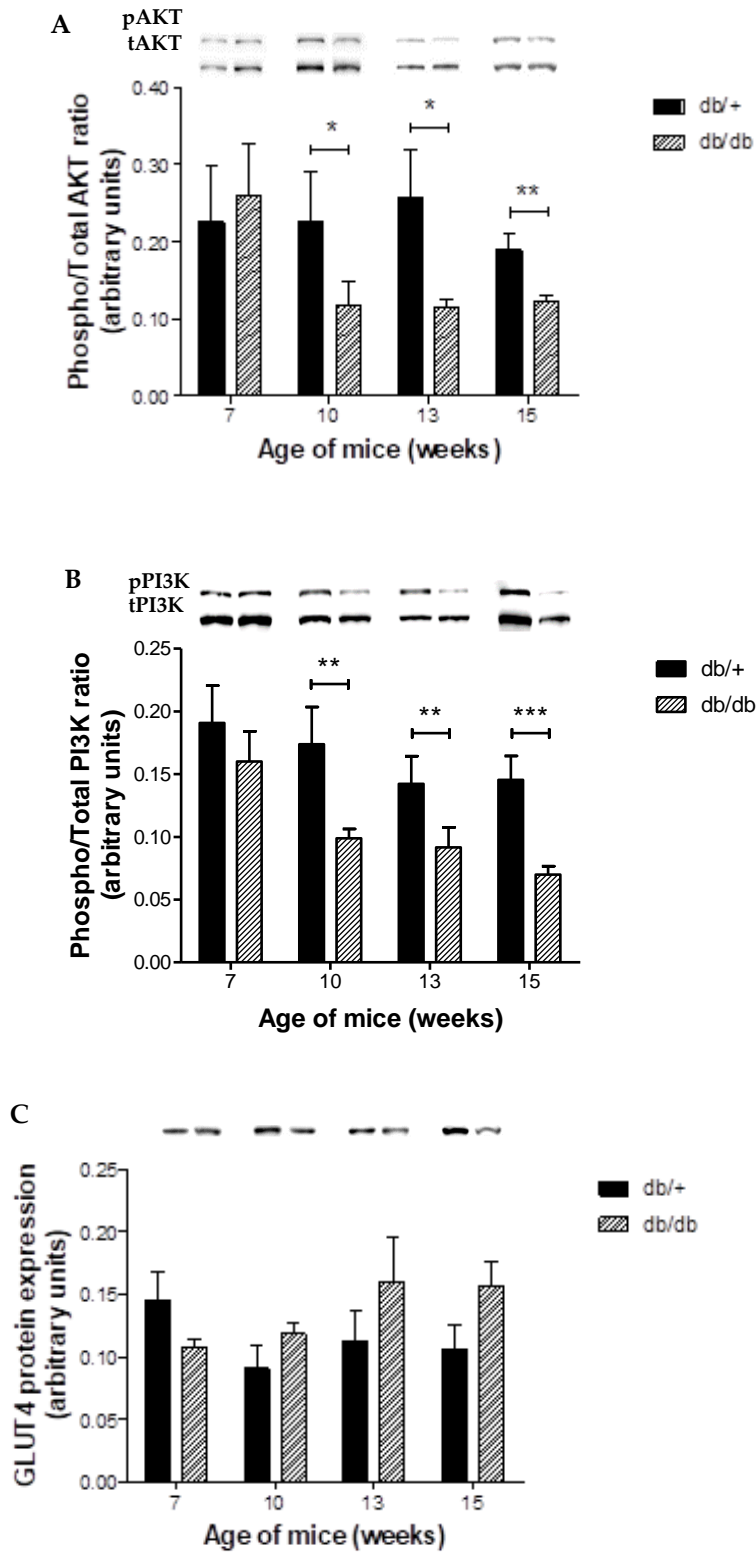 A
pAKT
tAKT
0.40
0.30
0.20
0.10
0.00
Phospho/Total AKT ratio
(arbitrary units)
*
*
**
7 10 13 15
Age of mice (weeks)
db/+
db/db
B
pPI3K
tPI3K
0.25
0.20
0.15
0.10
0.05
0.00
Phospho/Total PI3K ratio
(arbitrary units)
**
**
***
7 10 13 15
Age of mice (weeks)
db/+
db/db
C
0.25
0.20
0.15
0.10
0.05
0.00
GLUT4 protein expression
(arbitrary units)
7 10 13 15
Age of mice (weeks)
db/+
db/db